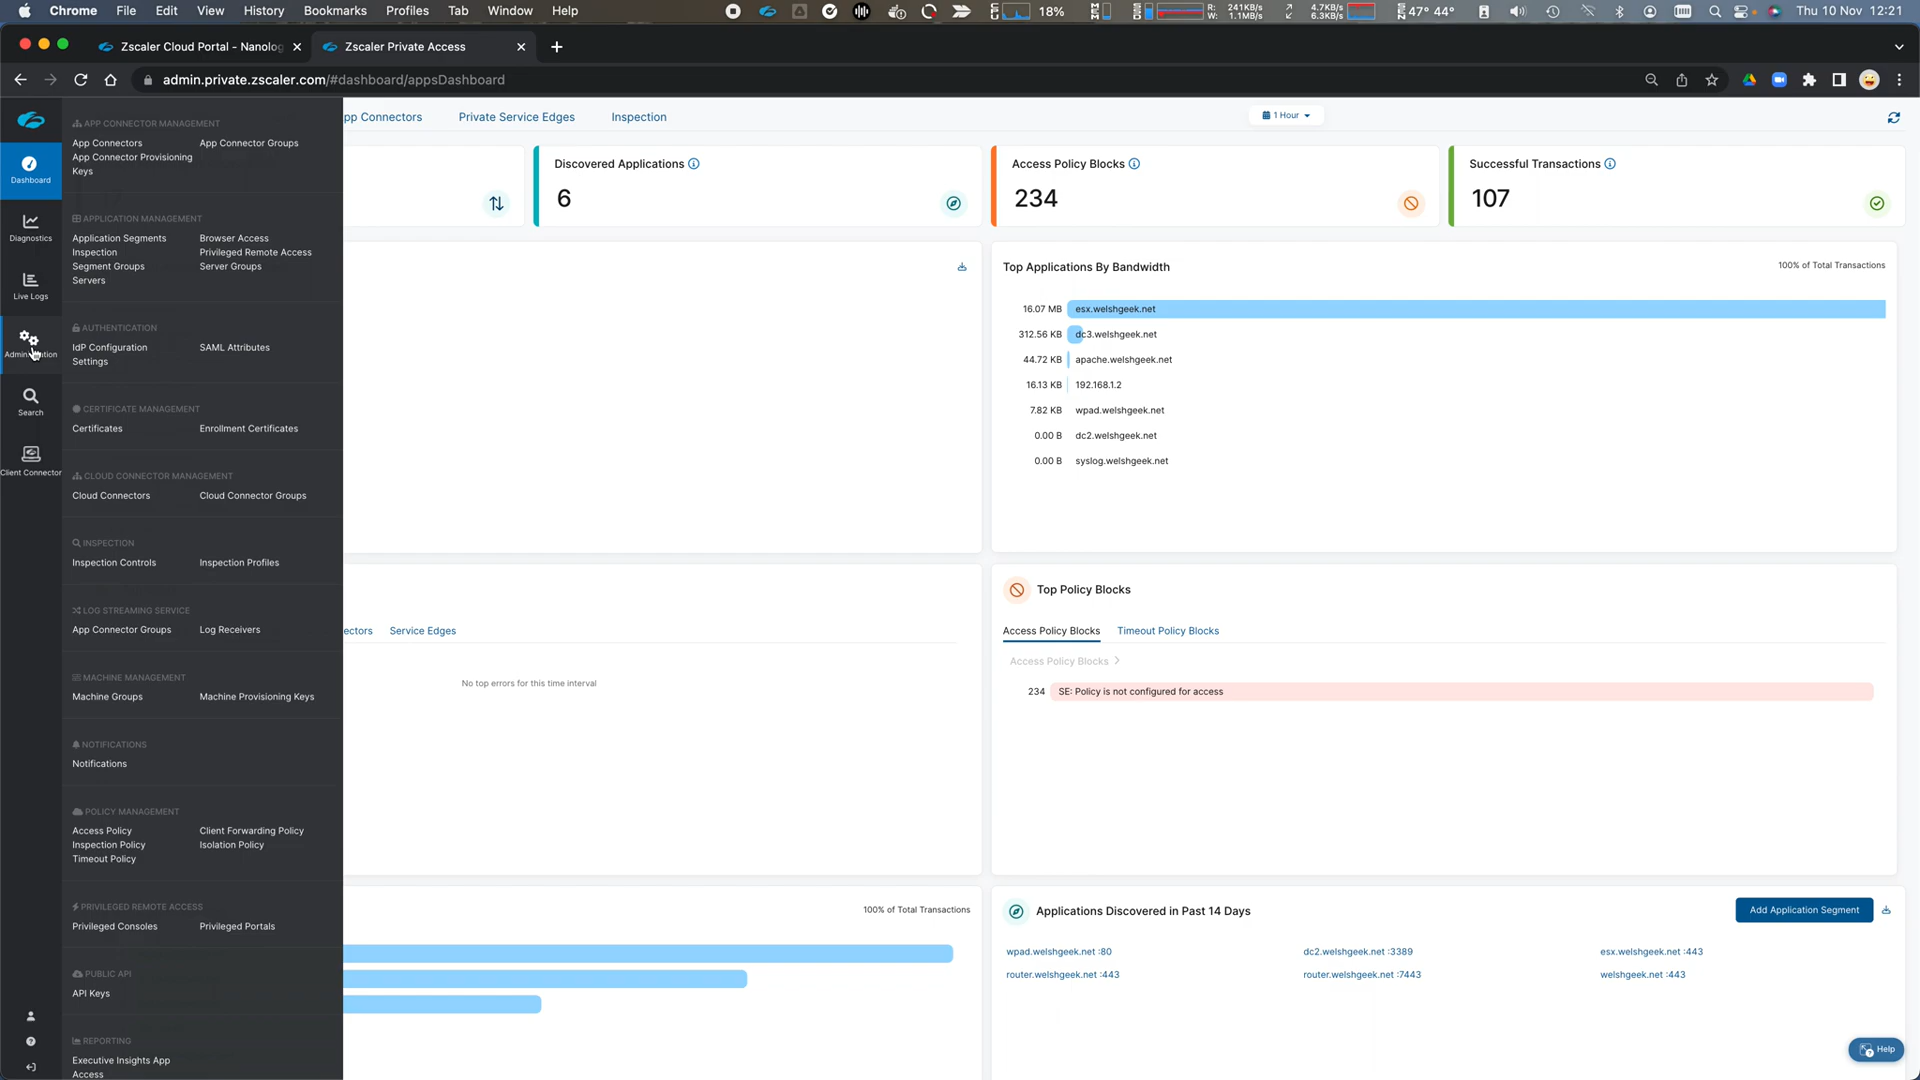 Chrome File Edit View History Bookmarks Profiles Tab Window Help
18% R: 241KB/s W: 1.1MB/s 4.7KB/s 6.3KB/s 47° 44° Thu 10 Nov 12:21
Zscaler Cloud Portal - Nanolog
Zscaler Private Access
admin.private.zscaler.com/#dashboard/appsDashboard
Dashboard
Diagnostics
Live Logs
Search
Client Connector
APP CONNECTOR MANAGEMENT
App Connectors
App Connector Groups
App Connector Provisioning
Keys
APPLICATION MANAGEMENT
Application Segments
Browser Access
Inspection
Privileged Remote Access
Segment Groups
Server Groups
Servers
AUTHENTICATION
IdP Configuration
SAML Attributes
Settings
CERTIFICATE MANAGEMENT
Certificates
Enrollment Certificates
CLOUD CONNECTOR MANAGEMENT
Cloud Connectors
Cloud Connector Groups
INSPECTION
Inspection Controls
Inspection Profiles
LOG STREAMING SERVICE
App Connector Groups
Log Receivers
MACHINE MANAGEMENT
Machine Groups
Machine Provisioning Keys
NOTIFICATIONS
Notifications
POLICY MANAGEMENT
Access Policy
Client Forwarding Policy
Inspection Policy
Isolation Policy
Timeout Policy
PRIVILEGED REMOTE ACCESS
Privileged Consoles
Privileged Portals
PUBLIC API
API Keys
REPORTING
Executive Insights App
Access
pp Connectors
Private Service Edges
Inspection
1 Hour
Discovered Applications
6
Access Policy Blocks
234
Successful Transactions
107
Top Applications By Bandwidth
100% of Total Transactions
16.07 MB esx.welshgeek.net
312.56 KB dc3.welshgeek.net
44.72 KB apache.welshgeek.net
16.13 KB 192.168.1.2
7.82 KB wpad.welshgeek.net
0.00 B dc2.welshgeek.net
0.00 B syslog.welshgeek.net
ectors
Service Edges
No top errors for this time interval
Top Policy Blocks
Access Policy Blocks
Timeout Policy Blocks
Access Policy Blocks
234 SE: Policy is not configured for access
100% of Total Transactions
Applications Discovered in Past 14 Days
Add Application Segment
wpad.welshgeek.net :80
dc2.welshgeek.net :3389
esx.welshgeek.net :443
router.welshgeek.net :443
router.welshgeek.net :7443
welshgeek.net :443
Help